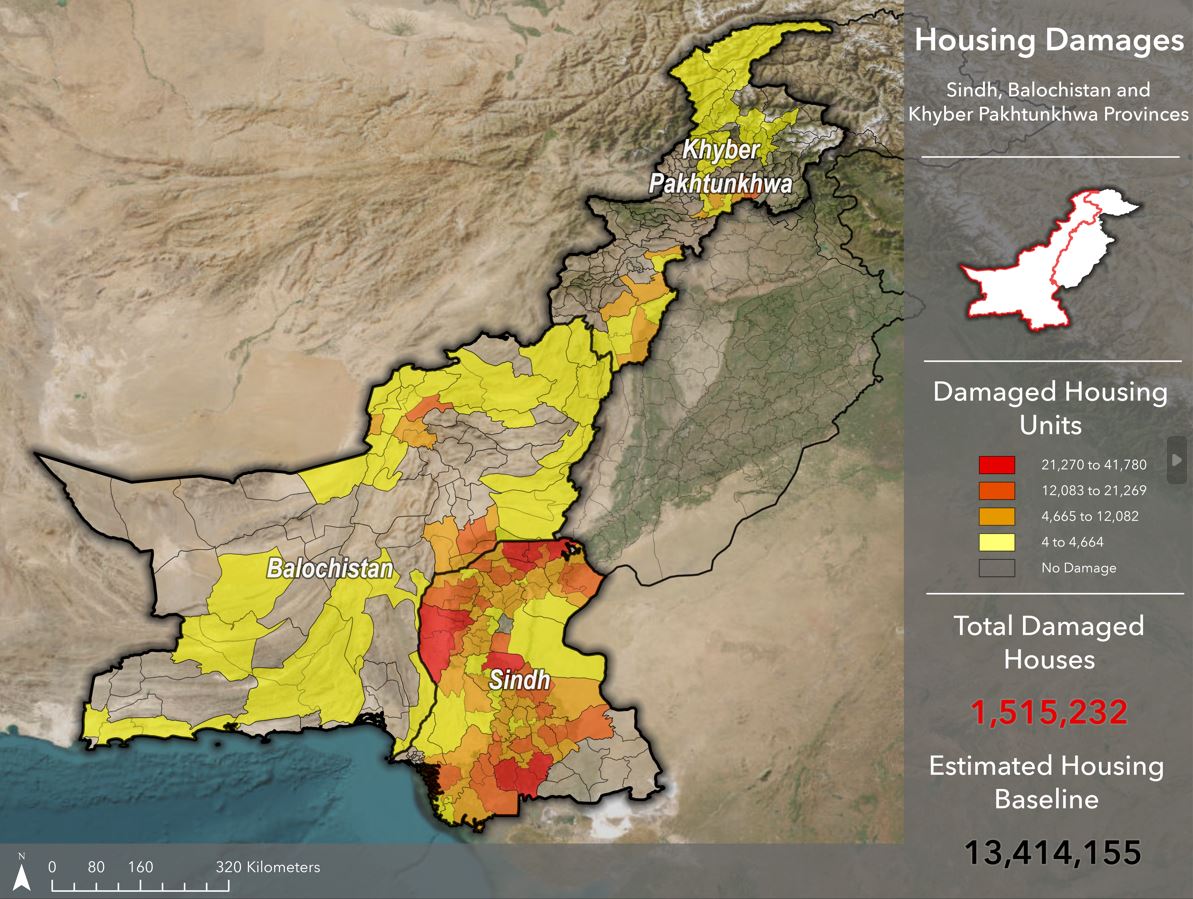 Housing Damages
Sindh, Balochistan and
Khyber Pakhtunkhwa Provinces
Khyber
Pakhtunkhwa
Balochistan
Sindh
Damaged Housing
Units
21,270 to 41,780
12,083 to 21,269
4,665 to 12,082
4 to 4,664
No Damage
Total Damaged
Houses
1,515,232
Estimated Housing
Baseline
13,414,155
N
0 80 160 320 Kilometers